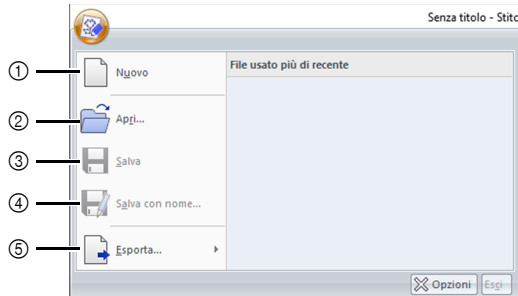 Senza titolo - Stitc
① Nuovo
File usato più di recente
② Apri...
③ Salva
④ Salva con nome...
⑤ Esporta...
Opzioni
Esci